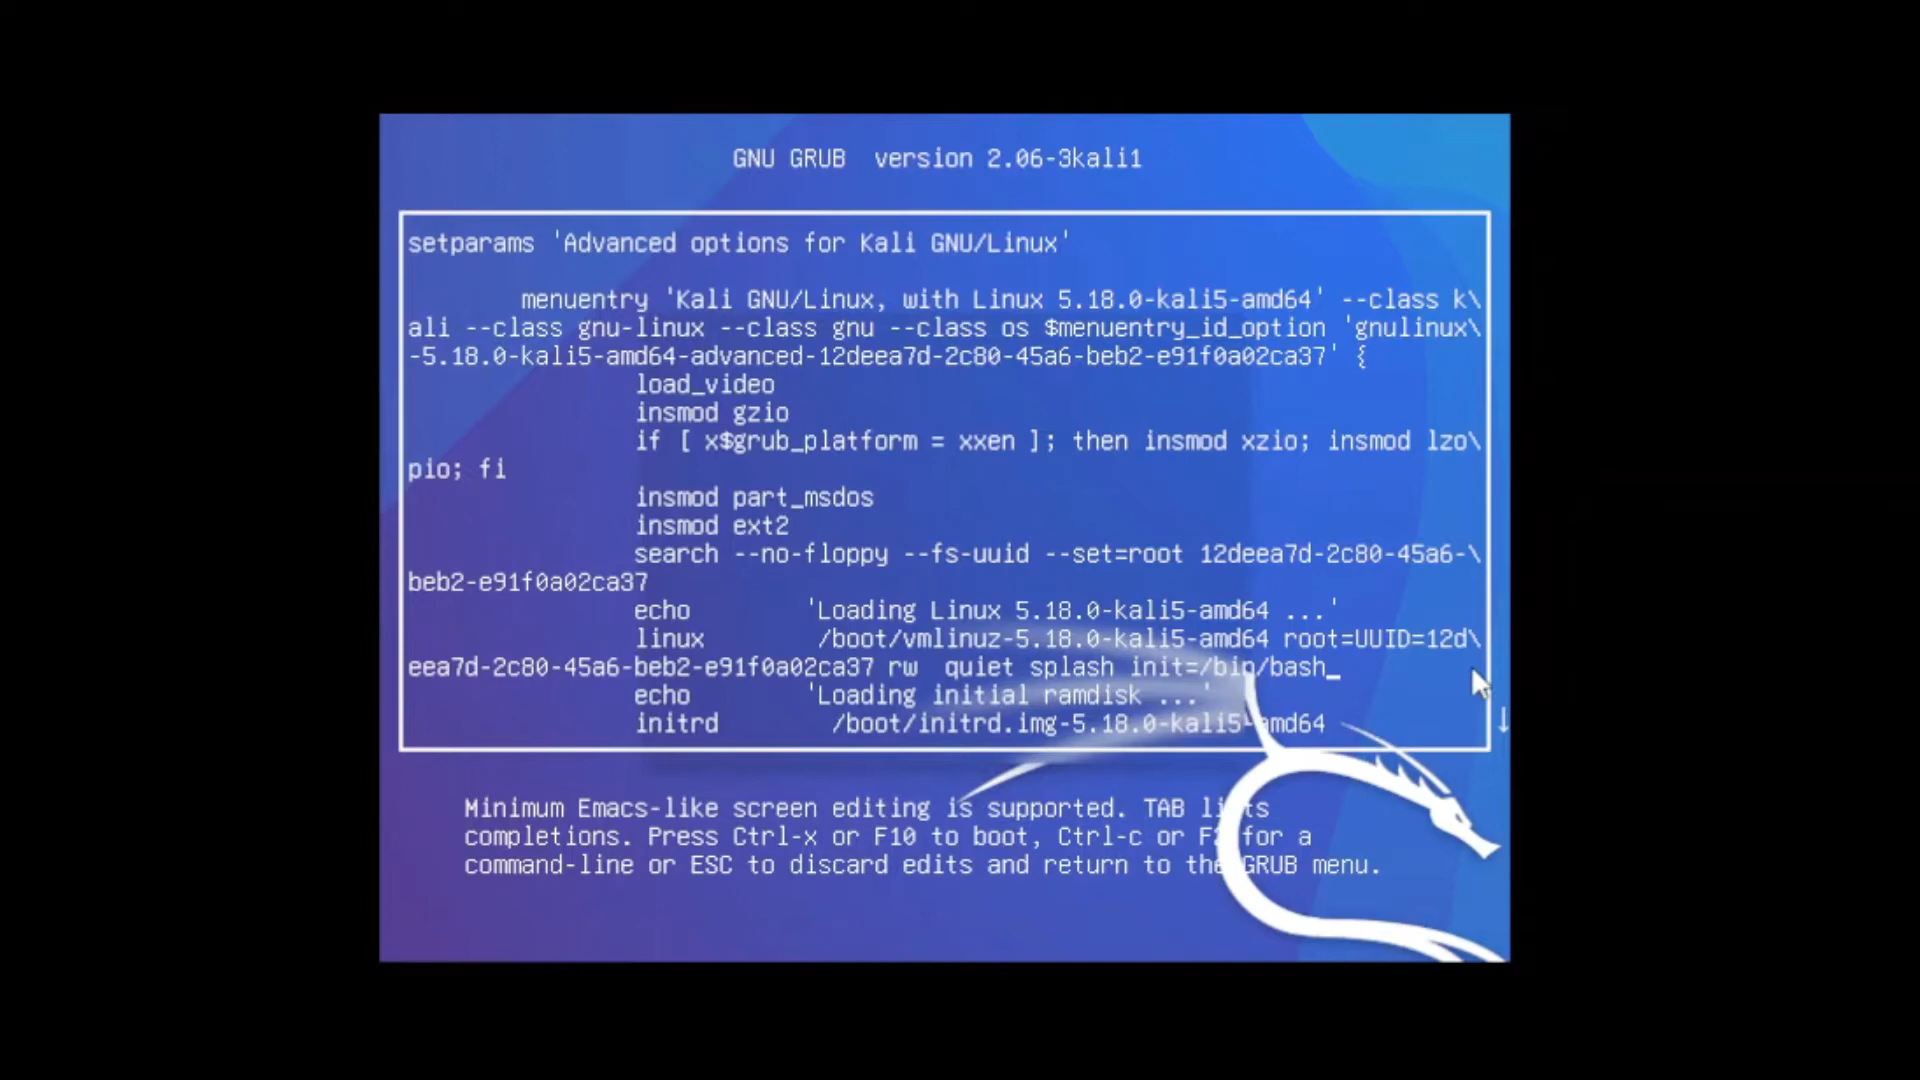 GNU GRUB  version 2.06-3kali1
setparams 'Advanced options for Kali GNU/Linux'
menuentry 'Kali GNU/Linux, with Linux 5.18.0-kali5-amd64' --class k\
ali --class gnu-linux --class gnu --class os $menuentry_id_option 'gnulinux\
-5.18.0-kali5-amd64-advanced-12deea7d-2c80-45a6-beb2-e91f0a02ca37' {
load_video
insmod gzio
if [ x$grub_platform = xxen ]; then insmod xzio; insmod lzo\
pio; fi
insmod part_msdos
insmod ext2
search --no-floppy --fs-uuid --set=root 12deea7d-2c80-45a6-\
beb2-e91f0a02ca37
echo 'Loading Linux 5.18.0-kali5-amd64 ...'
linux /boot/vmlinuz-5.18.0-kali5-amd64 root=UUID=12d\
eea7d-2c80-45a6-beb2-e91f0a02ca37 rw  quiet splash init=/bin/bash_
echo 'Loading initial ramdisk ...'
initrd /boot/initrd.img-5.18.0-kali5-amd64
Minimum Emacs-like screen editing is supported. TAB lists
completions. Press Ctrl-x or F10 to boot, Ctrl-c or F2 for a
command-line or ESC to discard edits and return to the GRUB menu.